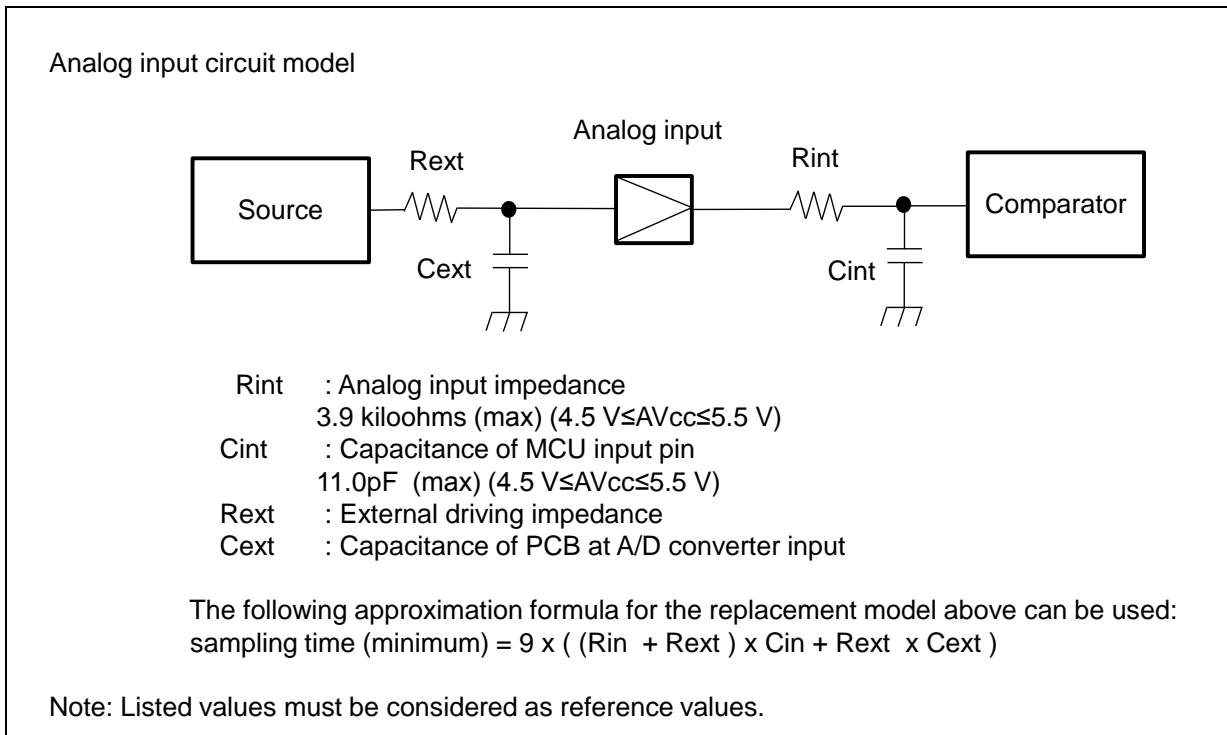 Analog input circuit model
Analog input
Rext
Rint
Source
Comparator
Cext
Cint
Rint : Analog input impedance
3.9 kiloohms (max) (4.5 V≤AVcc≤5.5 V)
Cint : Capacitance of MCU input pin
11.0pF (max) (4.5 V≤AVcc≤5.5 V)
Rext : External driving impedance
Cext : Capacitance of PCB at A/D converter input
The following approximation formula for the replacement model above can be used:
sampling time (minimum) = 9 x ( (Rin + Rext ) x Cin + Rext x Cext )
Note: Listed values must be considered as reference values.